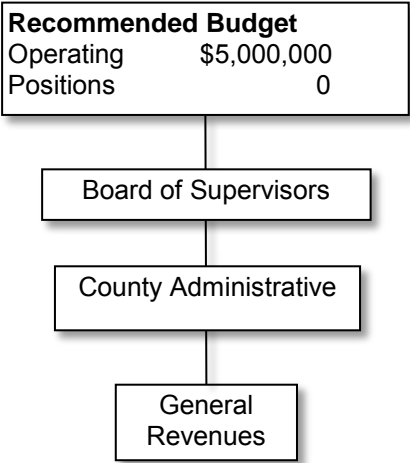 Recommended Budget
Operating $5,000,000
Positions 0
Board of Supervisors
County Administrative
General
Revenues